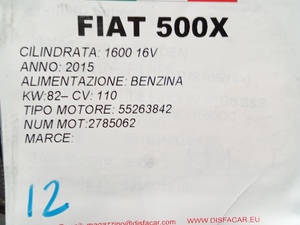 FIAT 500X
CILINDRATA: 1600 16V
ANNO: 2015
ALIMENTAZIONE: BENZINA
KW:82– CV: 110
TIPO MOTORE: 55263842
NUM MOT:2785062
MARCE:
12
WWW.DISFACAR.EU